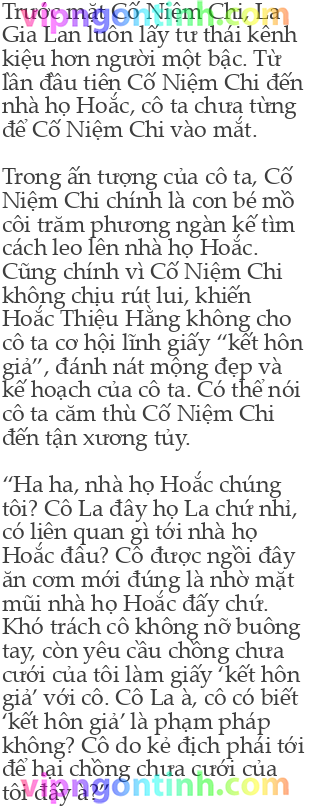 Trước mặt Cố Niệm Chi, La
Gia Lan luôn lấy tư thái kênh
kiệu hơn người một bậc. Từ
lần đầu tiên Cố Niệm Chi đến
nhà họ Hoắc, cô ta chưa từng
để Cố Niệm Chi vào mắt.
Trong ấn tượng của cô ta, Cố
Niệm Chi chính là con bé mồ
côi trăm phương ngàn kế tìm
cách leo lên nhà họ Hoắc.
Cũng chính vì Cố Niệm Chi
không chịu rút lui, khiến
Hoắc Thiệu Hằng không cho
cô ta cơ hội lĩnh giấy “kết hôn
giả”, đánh nát mộng đẹp và
kế hoạch của cô ta. Có thể nói
cô ta căm thù Cố Niệm Chi
đến tận xương tủy.
“Ha ha, nhà họ Hoắc chúng
tôi? Cô La đây họ La chứ nhỉ,
có liên quan gì tới nhà họ
Hoắc đâu? Cô được ngồi đây
ăn cơm mới đúng là nhờ mặt
mũi nhà họ Hoắc đấy chứ.
Khó trách cô không nỡ buông
tay, còn yêu cầu chồng chưa
cưới của tôi làm giấy ‘kết hôn
giả’ với cô. Cô La à, cô có biết
‘kết hôn giả’ là phạm pháp
không? Cô do kẻ địch phái tới
để hại chồng chưa cưới của
tôi đấy à?”
vipngontinh.com
vipngontinh.com